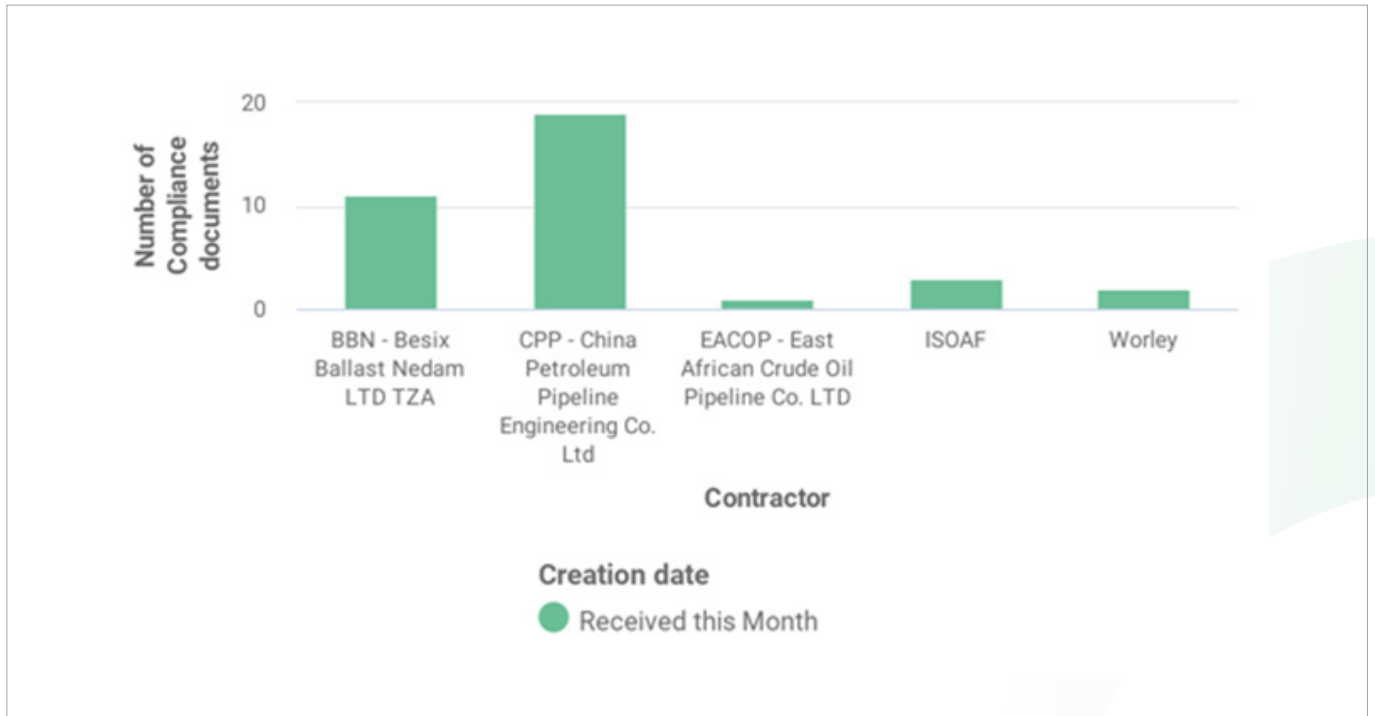 20
10
0
Number of
Compliance
documents
BBN - Besix
Ballast Nedam
LTD TZA
CPP - China
Petroleum
Pipeline
Engineering Co.
Ltd
EACOP - East
African Crude Oil
Pipeline Co. LTD
ISOAF
Worley
Contractor
Creation date
Received this Month